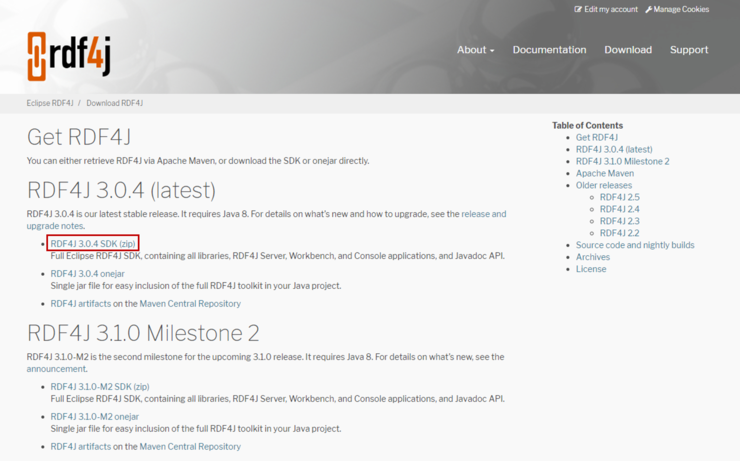 Edit my account Manage Cookies
rdf4j
About Documentation Download Support
Eclipse RDF4J / Download RDF4J
Get RDF4J
You can either retrieve RDF4J via Apache Maven, or download the SDK or onejar directly.
RDF4J 3.0.4 (latest)
RDF4J 3.0.4 is our latest stable release. It requires Java 8. For details on what's new and how to upgrade, see the release and
upgrade notes.
• RDF4J 3.0.4 SDK (zip)
Full Eclipse RDF4J SDK, containing all libraries, RDF4J Server, Workbench, and Console applications, and Javadoc API.
• RDF4J 3.0.4 onejar
Single jar file for easy inclusion of the full RDF4J toolkit in your Java project.
• RDF4J artifacts on the Maven Central Repository
RDF4J 3.1.0 Milestone 2
RDF4J 3.1.0-M2 is the second milestone for the upcoming 3.1.0 release. It requires Java 8. For details on what's new, see the
announcement.
• RDF4J 3.1.0-M2 SDK (zip)
Full Eclipse RDF4J SDK, containing all libraries, RDF4J Server, Workbench, and Console applications, and Javadoc API.
• RDF4J 3.1.0-M2 onejar
Single jar file for easy inclusion of the full RDF4J toolkit in your Java project.
• RDF4J artifacts on the Maven Central Repository
Table of Contents
• Get RDF4J
• RDF4J 3.0.4 (latest)
• RDF4J 3.1.0 Milestone 2
• Apache Maven
• Older releases
◦ RDF4J 2.5
◦ RDF4J 2.4
◦ RDF4J 2.3
◦ RDF4J 2.2
• Source code and nightly builds
• Archives
• License